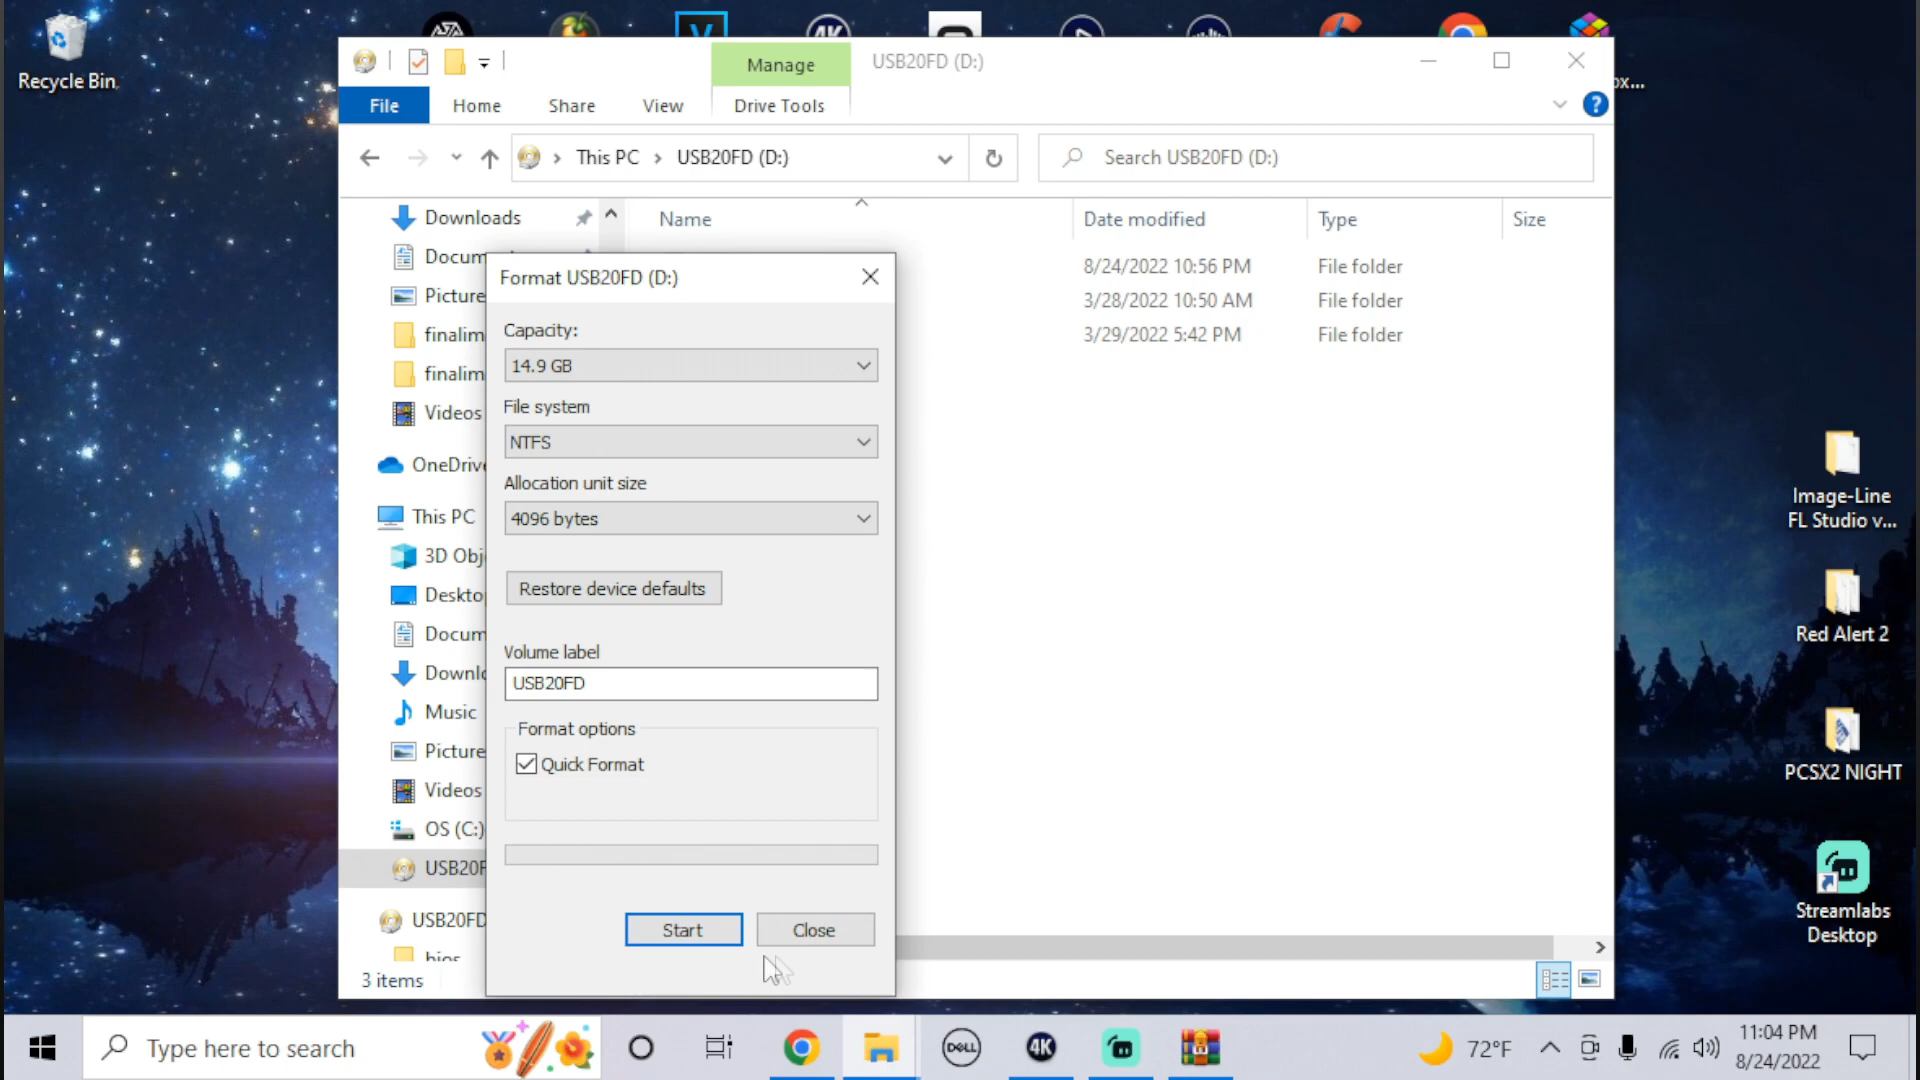 Recycle Bin
Manage
USB20FD (D:)
File
Home
Share
View
Drive Tools
?
This PC
USB20FD (D:)
Search USB20FD (D:)
Downloads
Name
Date modified
Type
Size
Docum
Picture
finalim
finalim
Videos
OneDrive
This PC
3D Obj
Deskto
Docum
Downlo
Music
Picture
Videos
OS (C:)
USB20F
USB20FD
bios
3 items
8/24/2022 10:56 PM
File folder
3/28/2022 10:50 AM
File folder
3/29/2022 5:42 PM
File folder
Format USB20FD (D:)
Capacity:
14.9 GB
File system
NTFS
Allocation unit size
4096 bytes
Restore device defaults
Volume label
USB20FD
Format options
Quick Format
Start
Close
ox...
Image-Line
FL Studio v...
Red Alert 2
PCSX2 NIGHT
Streamlabs
Desktop
Type here to search
DELL
4K
72°F
11:04 PM
8/24/2022